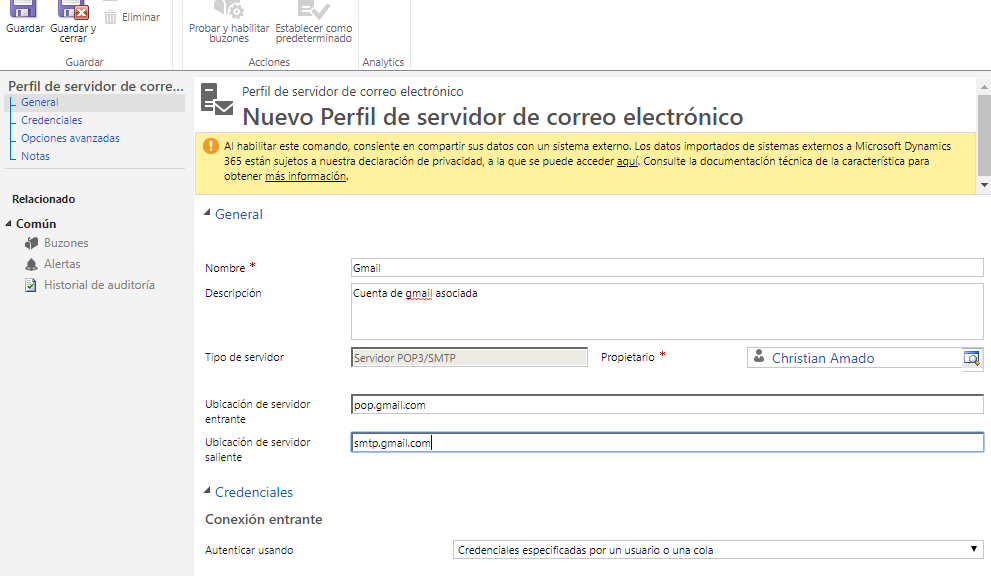 Guardar
Guardar y
cerrar
Eliminar
Guardar
Probar y habilitar
buzones
Establecer como
predeterminado
Acciones
Analytics
Perfil de servidor de corre...
General
Credenciales
Opciones avanzadas
Notas
Relacionado
Común
Buzones
Alertas
Historial de auditoría
Perfil de servidor de correo electrónico
Nuevo Perfil de servidor de correo electrónico
Al habilitar este comando, consiente en compartir sus datos con un sistema externo. Los datos importados de sistemas externos a Microsoft Dynamics
365 están sujetos a nuestra declaración de privacidad, a la que se puede acceder aquí. Consulte la documentación técnica de la característica para
obtener más información.
General
Nombre * Gmail
Descripción Cuenta de gmail asociada
Tipo de servidor Servidor POP3/SMTP Propietario * Christian Amado
Ubicación de servidor
entrante
pop.gmail.com
Ubicación de servidor
saliente
smtp.gmail.com
Credenciales
Conexión entrante
Autenticar usando Credenciales especificadas por un usuario o una cola